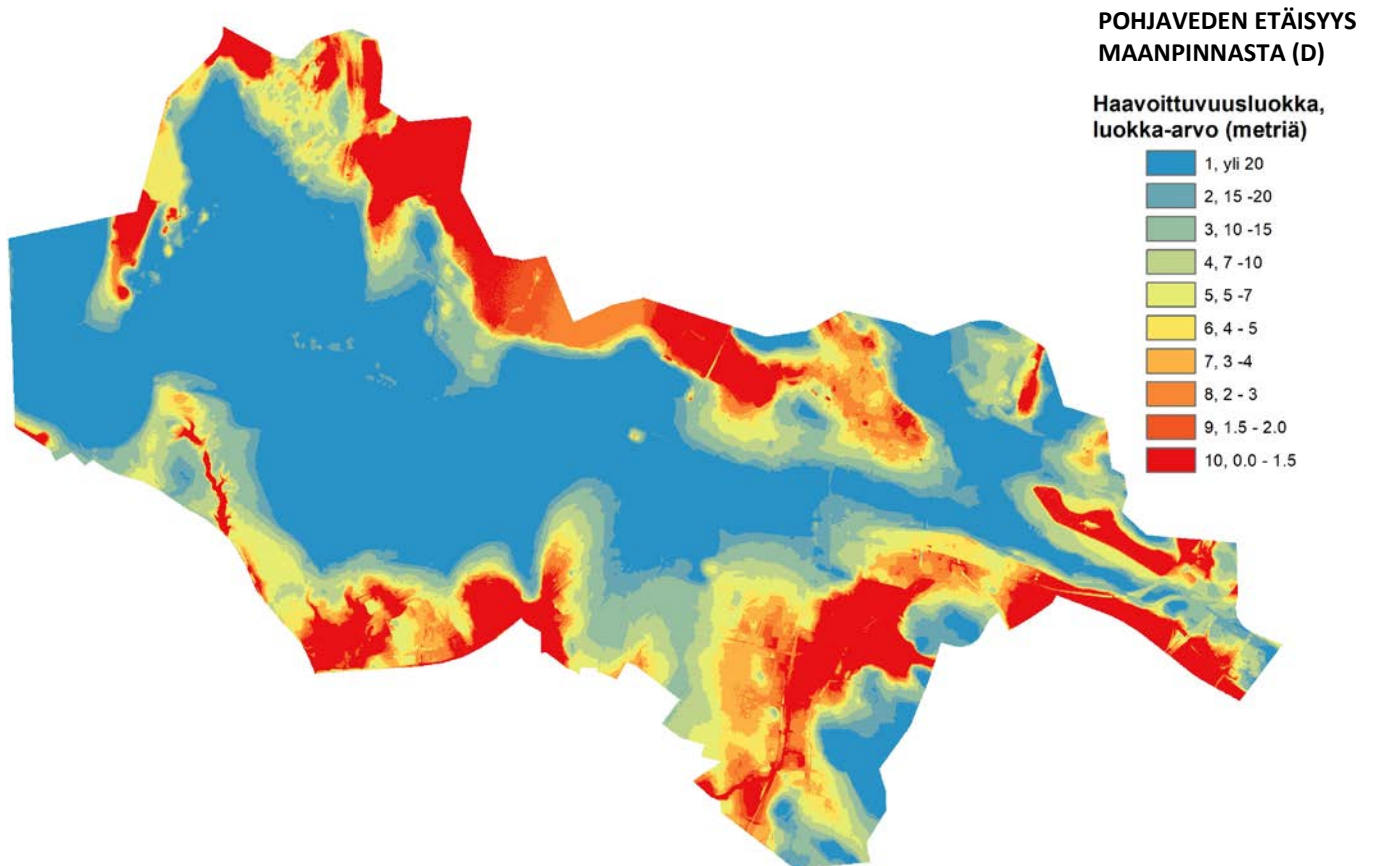 POHJAVEDEN ETÄISYYS
MAANPINNASTA (D)
Haavoittuvuusluokka,
luokka-arvo (metriä)
1, yli 20
2, 15 -20
3, 10 -15
4, 7 -10
5, 5 -7
6, 4 - 5
7, 3 -4
8, 2 - 3
9, 1.5 - 2.0
10, 0.0 - 1.5